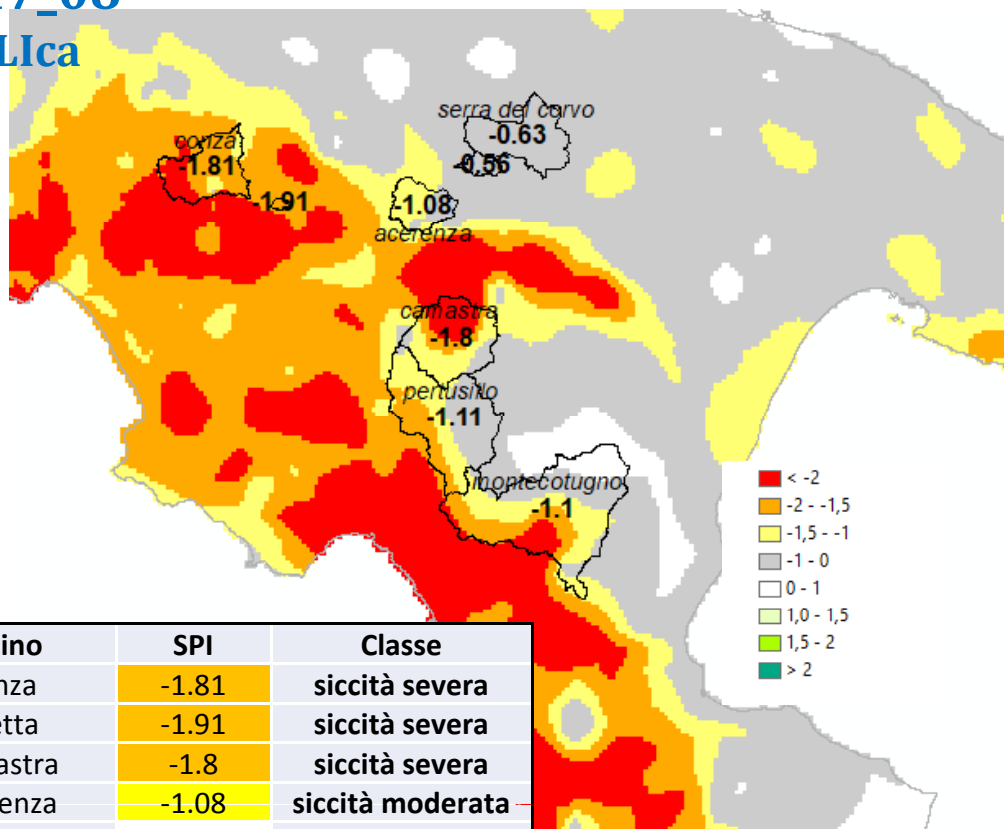 serra del corvo
-0.63
-0.56
conza
-1.81
-1.91
-1.08
acerenza
camastra
-1.8
pertusillo
-1.11
montecotugno
-1.1
< -2
-2 - -1,5
-1,5 - -1
-1 - 0
0 - 1
1,0 - 1,5
1,5 - 2
> 2
ino SPI Classe
nza -1.81 siccità severa
etta -1.91 siccità severa
astra -1.8 siccità severa
enza -1.08 siccità moderata